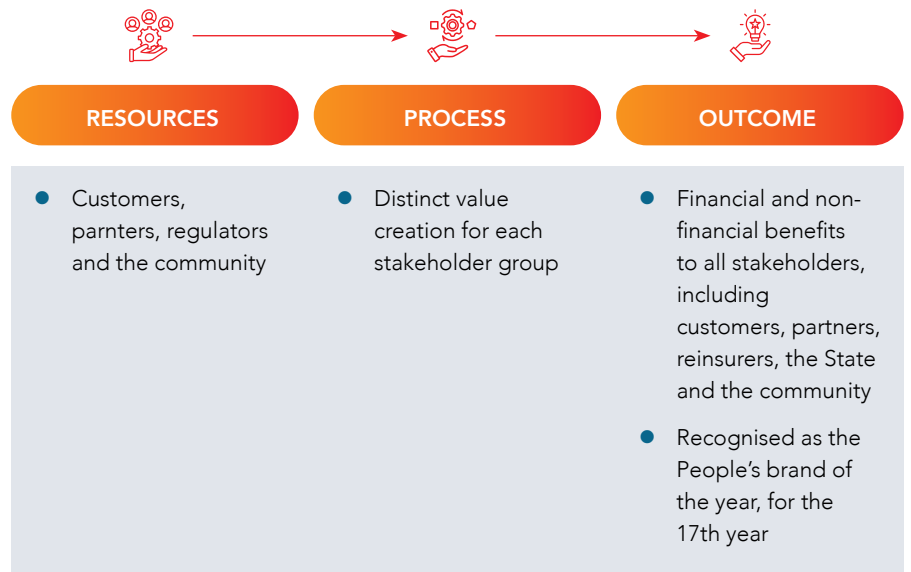 RESOURCES
PROCESS
OUTCOME
Customers,
parnters, regulators
and the community
Distinct value
creation for each
stakeholder group
Financial and non-
financial benefits
to all stakeholders,
including
customers, partners,
reinsurers, the State
and the community
Recognised as the
People’s brand of
the year, for the
17th year